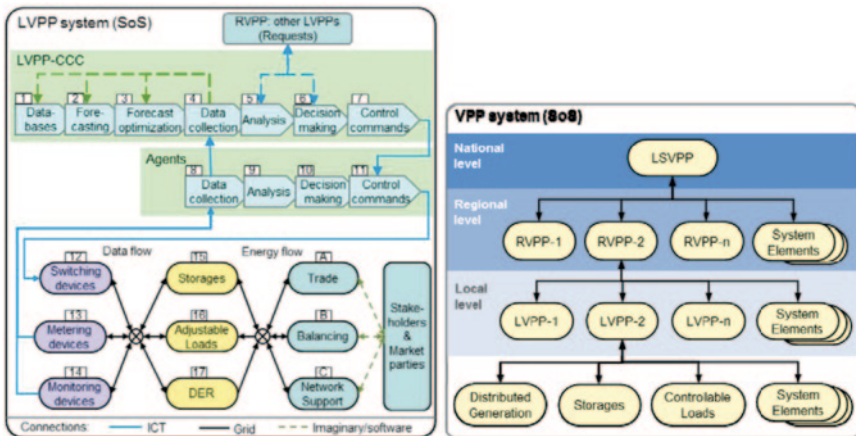 LVPP system (SoS)
RVPP: other LVPPs
(Requests)
LVPP-CCC
1
2
3
4
5
6
7
Data-
bases
Fore-
casting
Forecast
optimization
Data
collection
Analysis
Decision
making
Control
commands
Agents
8
9
10
11
Data
collection
Analysis
Decision
making
Control
commands
12
Data flow
15
Energy flow
A
Switching
devices
Storages
Trade
13
16
B
Metering
devices
Adjustable
Loads
Balancing
14
17
C
Monitoring
devices
DER
Network
Support
Stake-
holders
&
Market
parties
Connections:
ICT
Grid
Imaginary/software
VPP system (SoS)
National
level
LSVPP
Regional
level
RVPP-1
RVPP-2
RVPP-n
System
Elements
Local
level
LVPP-1
LVPP-2
LVPP-n
System
Elements
Distributed
Generation
Storages
Controllable
Loads
System
Elements